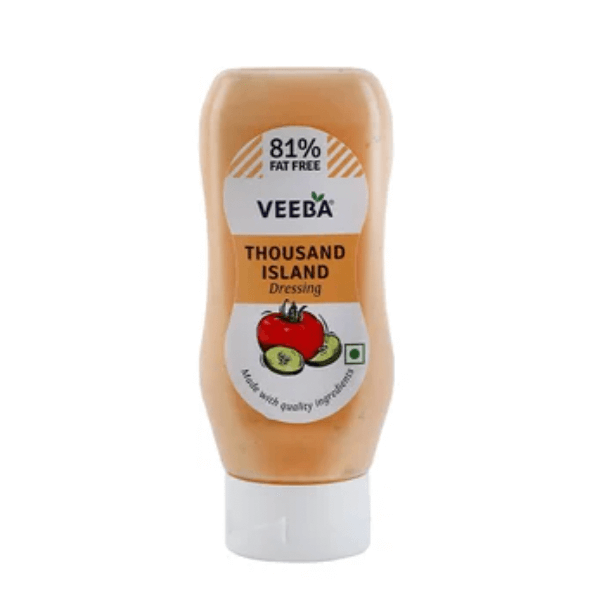 81%
FAT FREE
VEEBA®
THOUSAND
ISLAND
Dressing
Made with quality ingredients